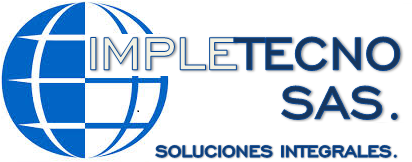 IMPLETECNO
SAS.
SOLUCIONES INTEGRALES.